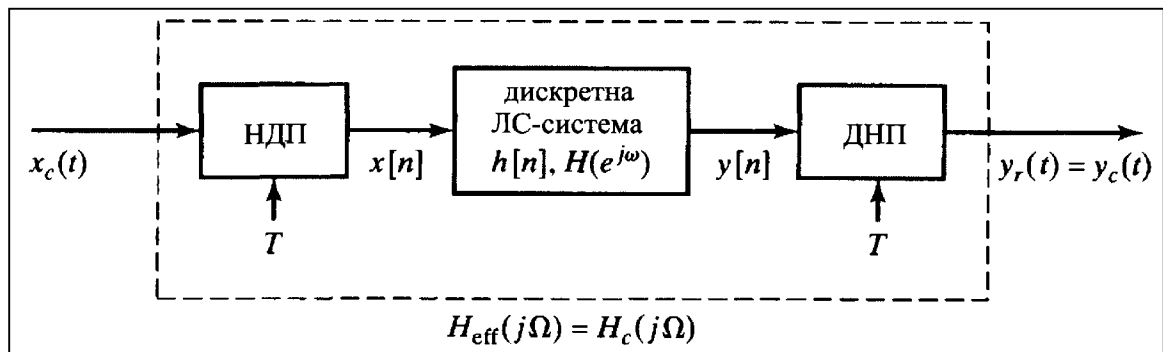 НДП
дискретна
ЛС-система
h[n], H(e^{jω})
ДНП
x_c(t)
x[n]
y[n]
y_r(t) = y_c(t)
T
T
H_eff(jΩ) = H_c(jΩ)